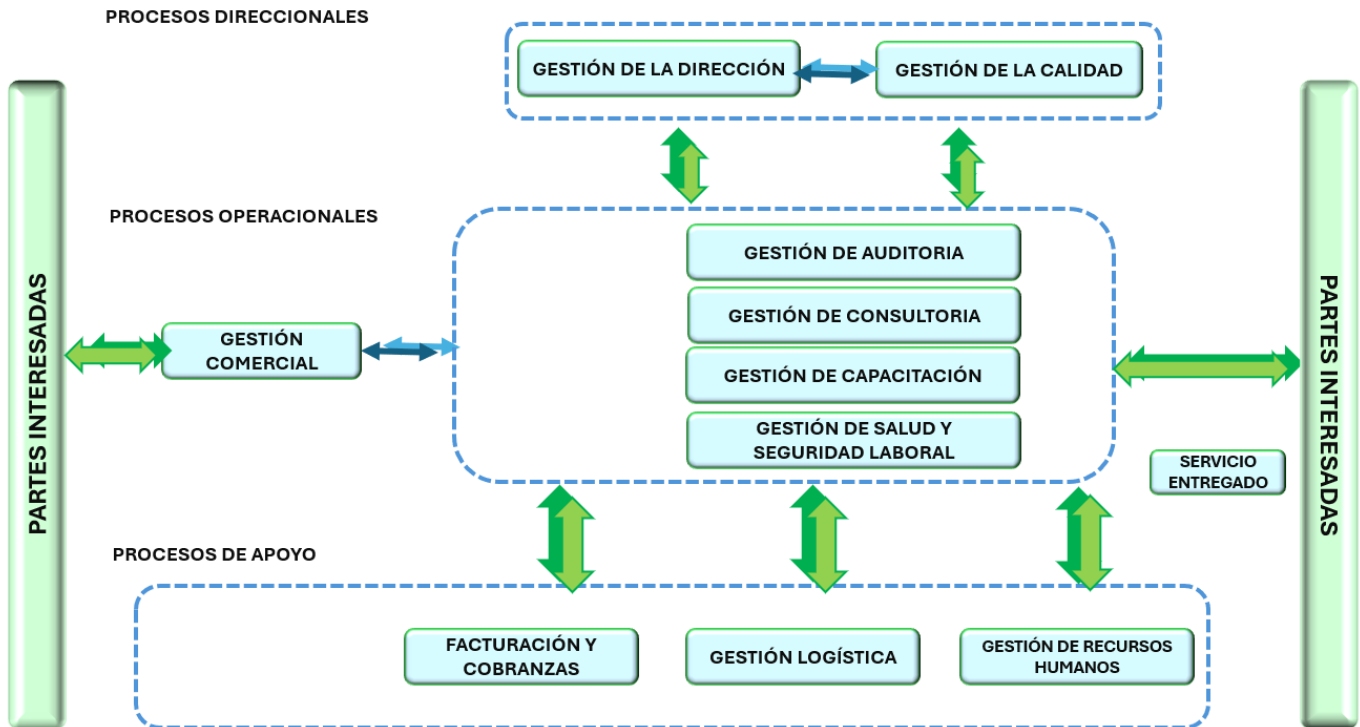 PROCESOS DIRECCIONALES
GESTIÓN DE LA DIRECCIÓN
GESTIÓN DE LA CALIDAD
PROCESOS OPERACIONALES
GESTIÓN DE AUDITORIA
GESTIÓN DE CONSULTORIA
GESTIÓN DE CAPACITACIÓN
GESTIÓN DE SALUD Y
SEGURIDAD LABORAL
PARTES INTERESADAS
GESTIÓN
COMERCIAL
PARTES INTERESADAS
SERVICIO
ENTREGADO
PROCESOS DE APOYO
FACTURACIÓN Y
COBRANZAS
GESTIÓN LOGÍSTICA
GESTIÓN DE RECURSOS
HUMANOS